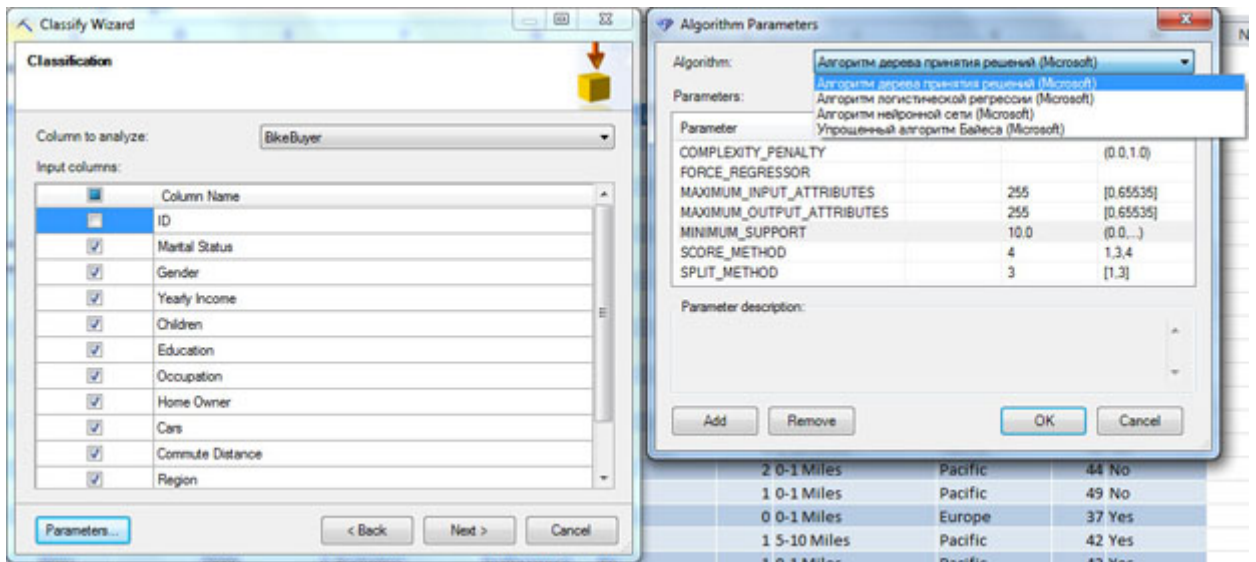 Classify Wizard
Classification
Column to analyze:
BikeBuyer
Input columns:
Column Name
ID
Marital Status
Gender
Yearly Income
Children
Education
Occupation
Home Owner
Cars
Commute Distance
Region
Parameters...
< Back
Next >
Cancel
Algorithm Parameters
Algorithm:
Алгоритм дерева принятия решений (Microsoft)
Алгоритм дерева принятия решений (Microsoft)
Алгоритм логистической регрессии (Microsoft)
Алгоритм нейронной сети (Microsoft)
Упрощенный алгоритм Байеса (Microsoft)
Parameters:
Parameter
COMPLEXITY_PENALTY (0.0,1.0)
FORCE_REGRESSOR
MAXIMUM_INPUT_ATTRIBUTES 255 [0,65535]
MAXIMUM_OUTPUT_ATTRIBUTES 255 [0,65535]
MINIMUM_SUPPORT 10.0 (0.0,...)
SCORE_METHOD 4 1,3,4
SPLIT_METHOD 3 [1,3]
Parameter description:
Add
Remove
OK
Cancel
N
2 0-1 Miles Pacific 44 No
1 0-1 Miles Pacific 49 No
0 0-1 Miles Europe 37 Yes
1 5-10 Miles Pacific 42 Yes